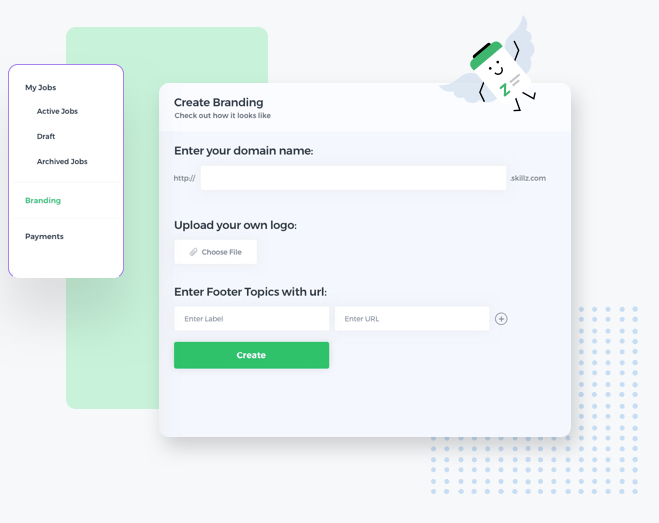 My Jobs
Active Jobs
Draft
Archived Jobs
Branding
Payments
Create Branding
Check out how it looks like
Enter your domain name:
http:// .skillz.com
Upload your own logo:
Choose File
Enter Footer Topics with url:
Enter Label Enter URL
Create
Z